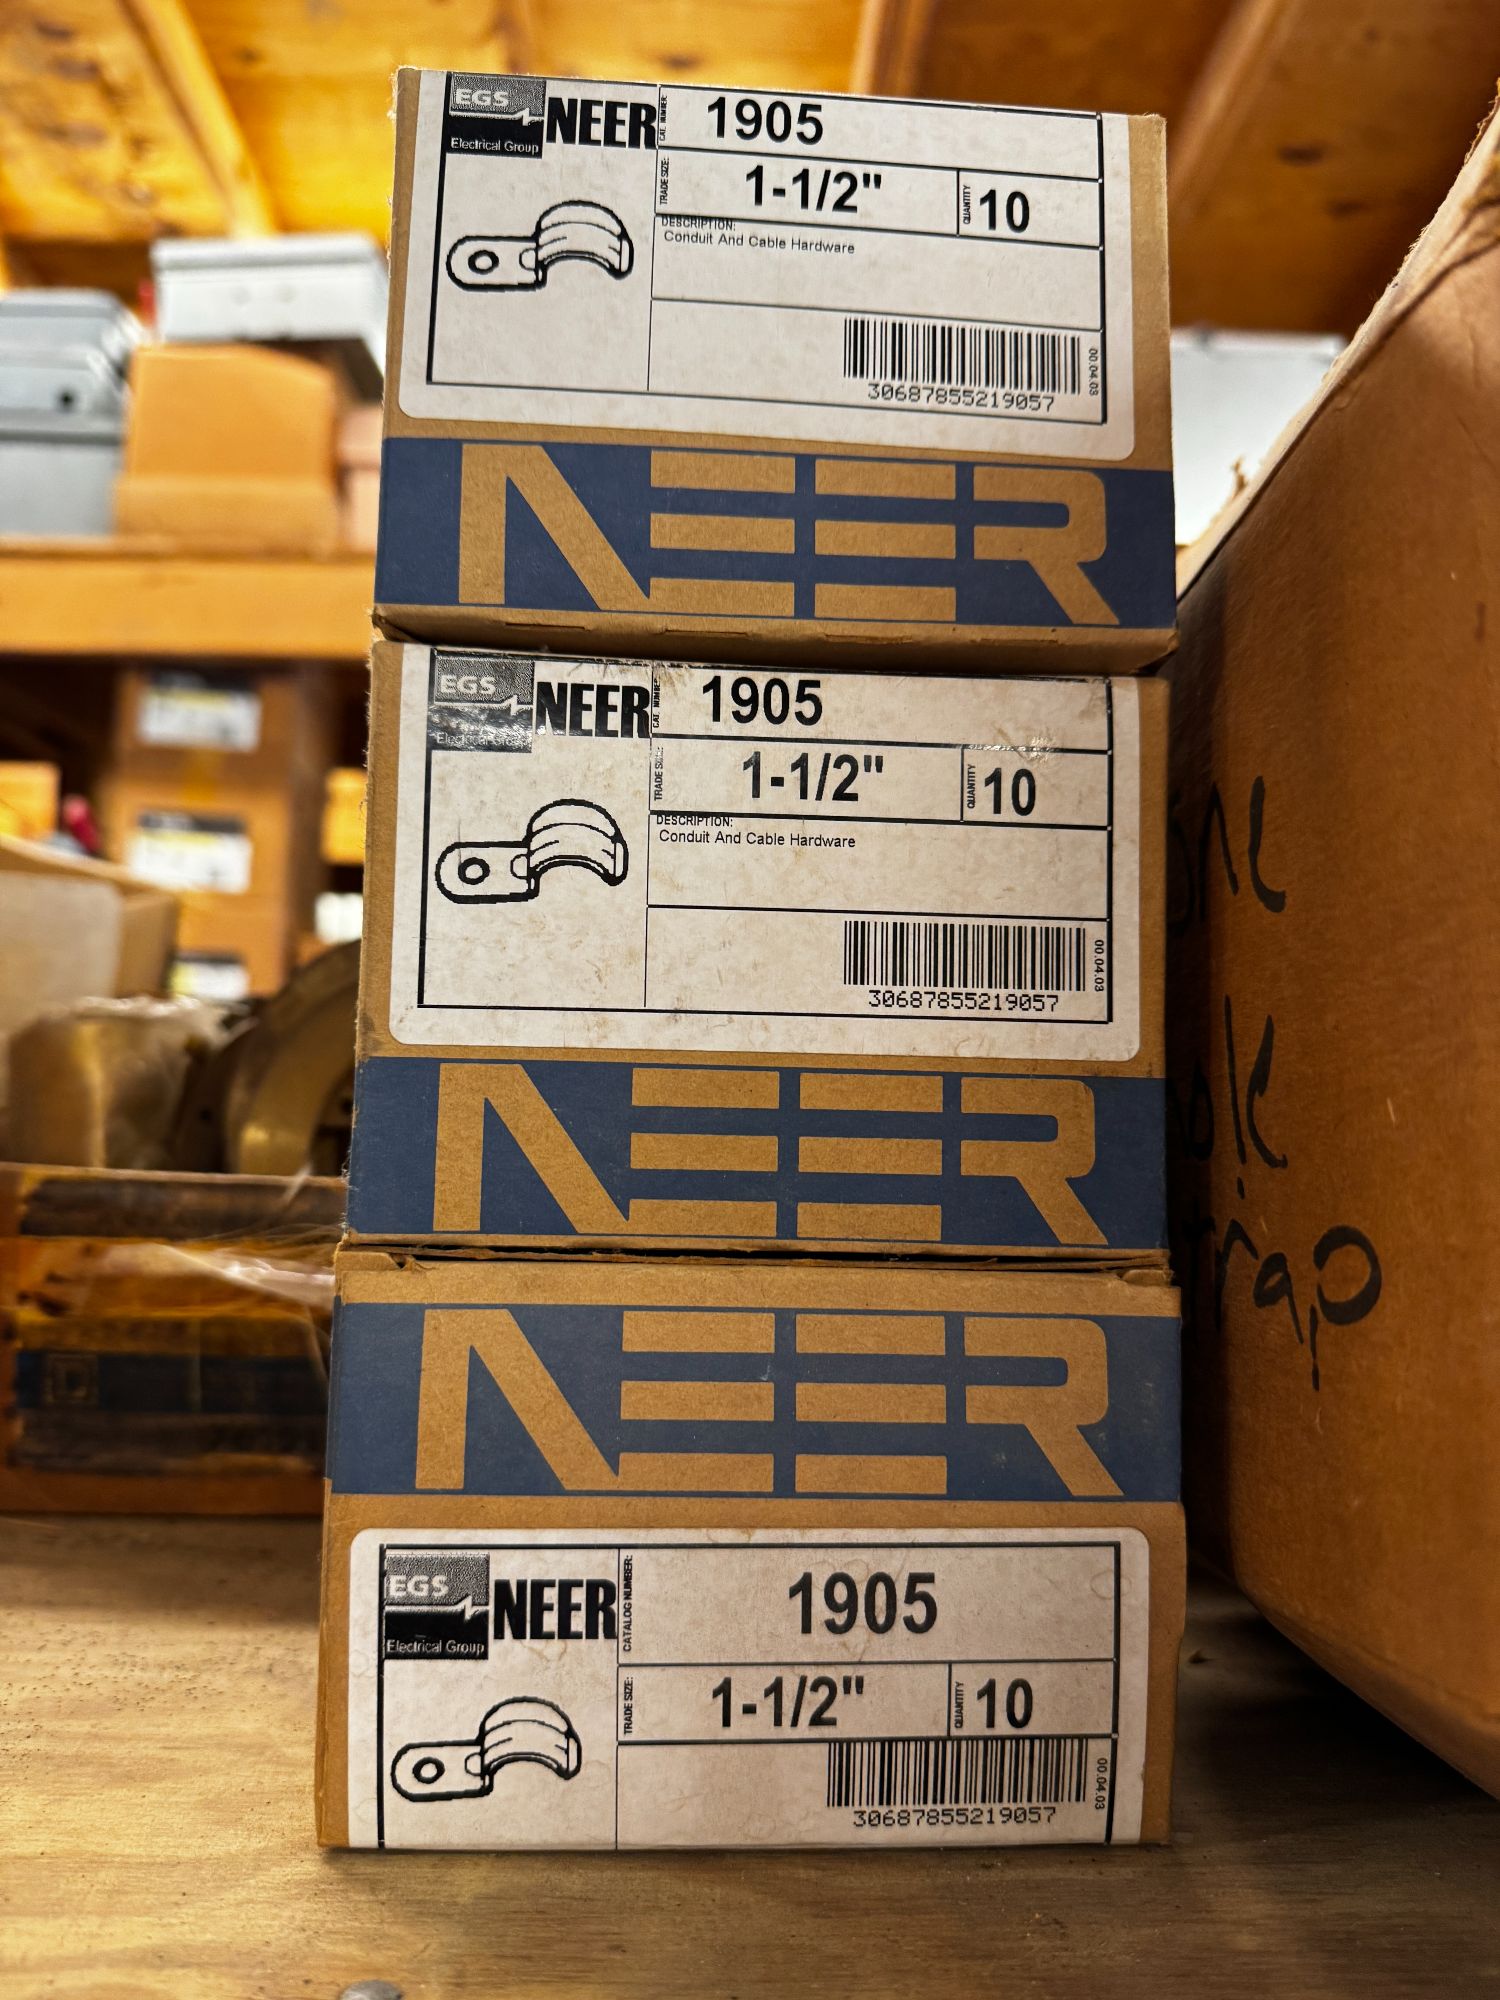 EGS
Electrical Group
NEER
CAT. NUMBER:
1905
TRADE SIZE:
1-1/2"
QUANTITY
10
DESCRIPTION:
Conduit And Cable Hardware
30687855219057
00.04.03
NEER
EGS
Electrical Group
NEER
CAT. NUMBER
1905
TRADE SIZE:
1-1/2"
QUANTITY
10
DESCRIPTION:
Conduit And Cable Hardware
30687855219057
00.04.03
NEER
NEER
EGS
Electrical Group
NEER
CATALOG NUMBER:
1905
TRADE SIZE:
1-1/2"
QUANTITY
10
30687855219057
00.04.03